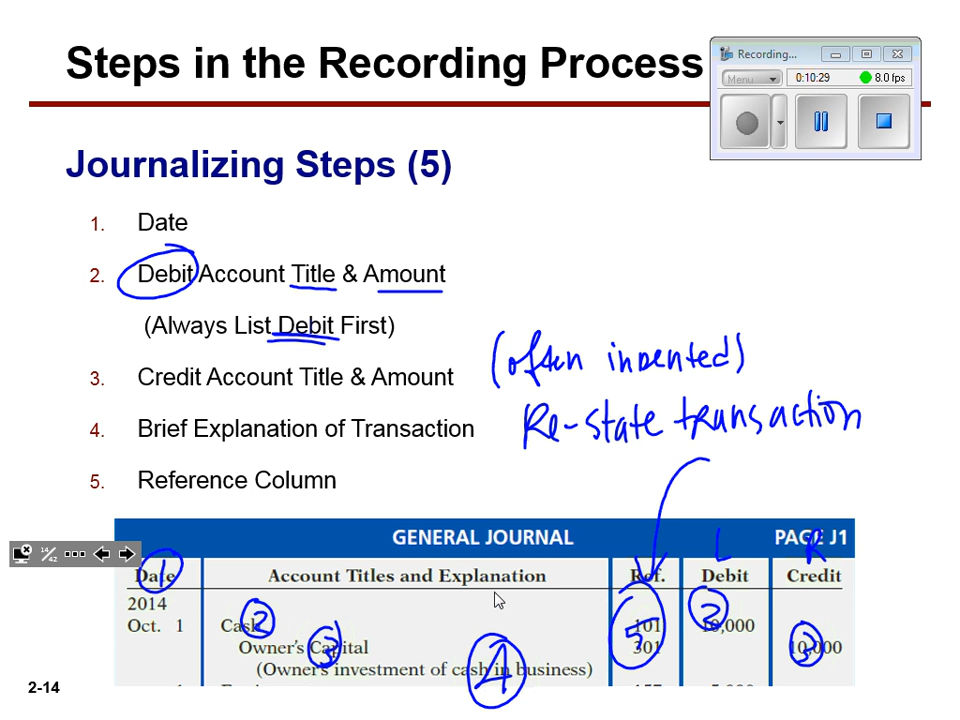 Steps in the Recording Process
Recording...
Menu
0:10:29
8.0 fps
Journalizing Steps (5)
1. Date
2. Debit Account Title & Amount
(Always List Debit First)
3. Credit Account Title & Amount
(often indented)
4. Brief Explanation of Transaction
Re-state transaction
5. Reference Column
14/42
GENERAL JOURNAL PAGE J1
L R
Date Account Titles and Explanation Ref. Debit Credit
1
2014
Oct. 1 Cash 101 10,000
2 5 2
Owner's Capital 301 10,000
3 3
(Owner's investment of cash in business)
4
2-14